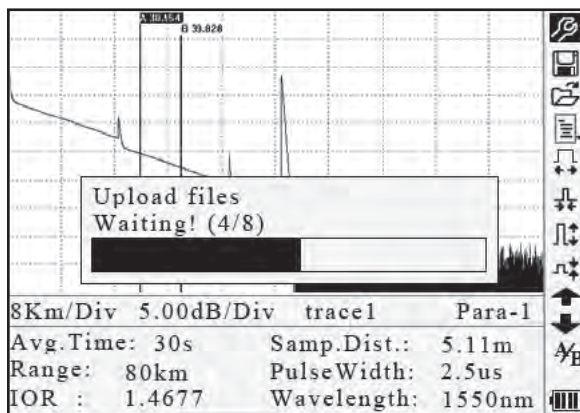 A 30.454
B 39.828
Upload files
Waiting! (4/8)
8Km/Div 5.00dB/Div trace1 Para-1
Avg.Time: 30s Samp.Dist.: 5.11m
Range: 80km PulseWidth: 2.5us
IOR : 1.4677 Wavelength: 1550nm
A/B